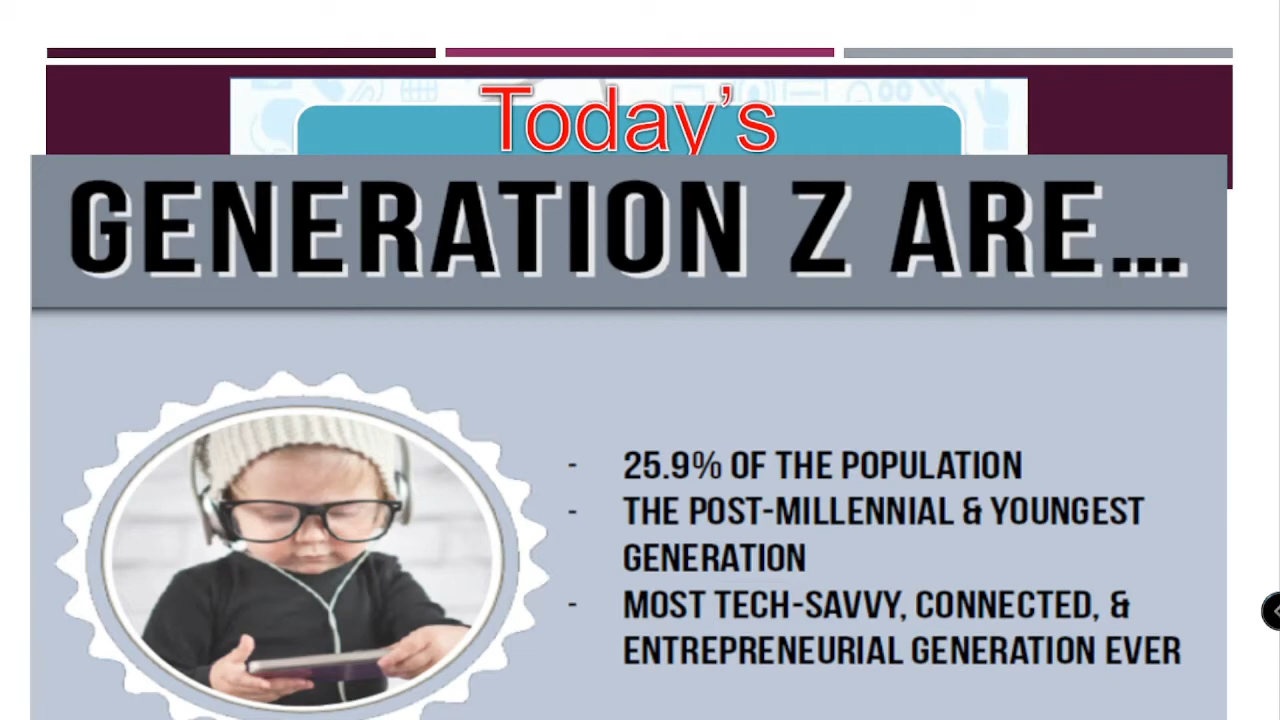 Today's
GENERATION Z ARE...
- 25.9% OF THE POPULATION
- THE POST-MILLENNIAL & YOUNGEST
GENERATION
- MOST TECH-SAVVY, CONNECTED, &
ENTREPRENEURIAL GENERATION EVER